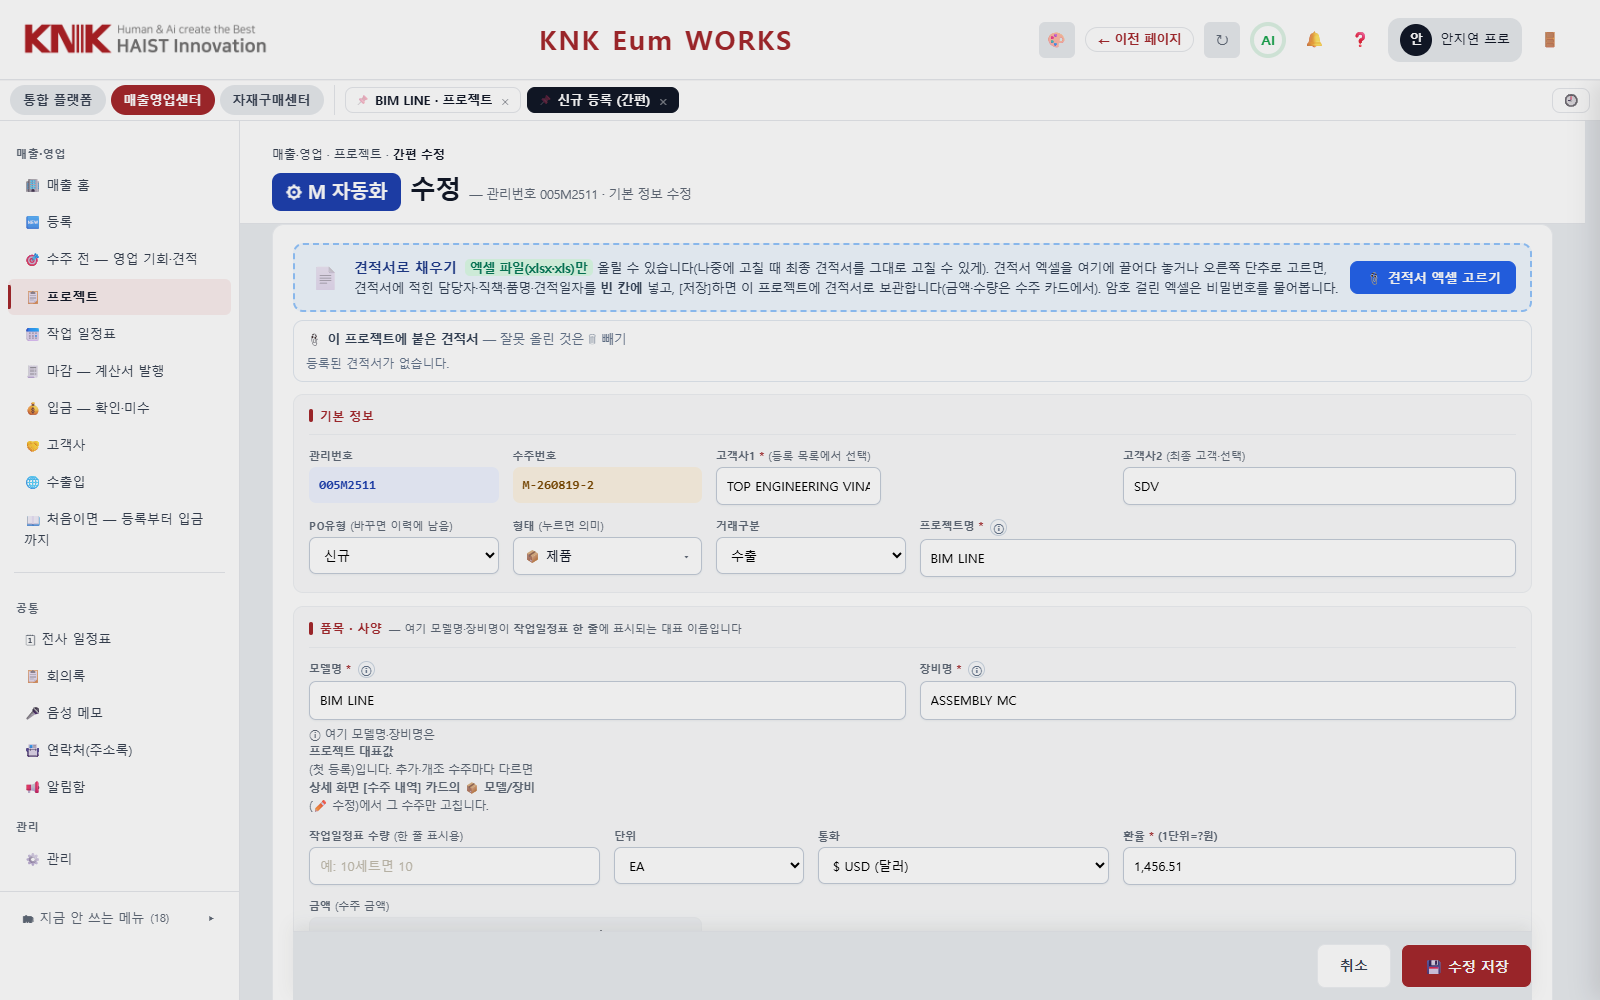 KNK Human & Ai create the Best
HAIST Innovation
KNK Eum WORKS
← 이전 페이지
↻
AI
안 안지연 프로
통합 플랫폼
매출영업센터
자재구매센터
BIM LINE · 프로젝트 ×
신규 등록 (간편) ×
매출·영업
매출 홈
등록
수주 전 — 영업 기회·견적
프로젝트
작업 일정표
마감 — 계산서 발행
입금 — 확인·미수
고객사
수출입
처음이면 — 등록부터 입금
까지
공통
전사 일정표
회의록
음성 메모
연락처(주소록)
알림함
관리
관리
지금 안 쓰는 메뉴 (18) ▸
매출·영업 · 프로젝트 · 간편 수정
⚙ M 자동화 수정 — 관리번호 005M2511 · 기본 정보 수정
견적서로 채우기 엑셀 파일(xlsx·xls)만 올릴 수 있습니다(나중에 고칠 때 최종 견적서를 그대로 고칠 수 있게). 견적서 엑셀을 여기에 끌어다 놓거나 오른쪽 단추로 고르면,
견적서에 적힌 담당자·직책·품명·견적일자를 빈 칸에 넣고, [저장]하면 이 프로젝트에 견적서로 보관합니다(금액·수량은 수주 카드에서). 암호 걸린 엑셀은 비밀번호를 물어봅니다.
견적서 엑셀 고르기
이 프로젝트에 붙은 견적서 — 잘못 올린 것은 🗑 빼기
등록된 견적서가 없습니다.
기본 정보
관리번호
005M2511
수주번호
M-260819-2
고객사1 * (등록 목록에서 선택)
TOP ENGINEERING VINA
고객사2 (최종 고객·선택)
SDV
PO유형 (바꾸면 이력에 남음)
신규
형태 (누르면 의미)
제품
거래구분
수출
프로젝트명 * ⓘ
BIM LINE
품목 · 사양 — 여기 모델명·장비명이 작업일정표 한 줄에 표시되는 대표 이름입니다
모델명 * ⓘ
BIM LINE
장비명 * ⓘ
ASSEMBLY MC
ⓘ 여기 모델명·장비명은
프로젝트 대표값
(첫 등록)입니다. 추가·개조 수주마다 다르면
상세 화면 [수주 내역] 카드의 📦 모델/장비
(✏️ 수정)에서 그 수주만 고칩니다.
작업일정표 수량 (한 줄 표시용)
예: 10세트면 10
단위
EA
통화
$ USD (달러)
환율 * (1단위=?원)
1,456.51
금액 (수주 금액)
취소
수정 저장